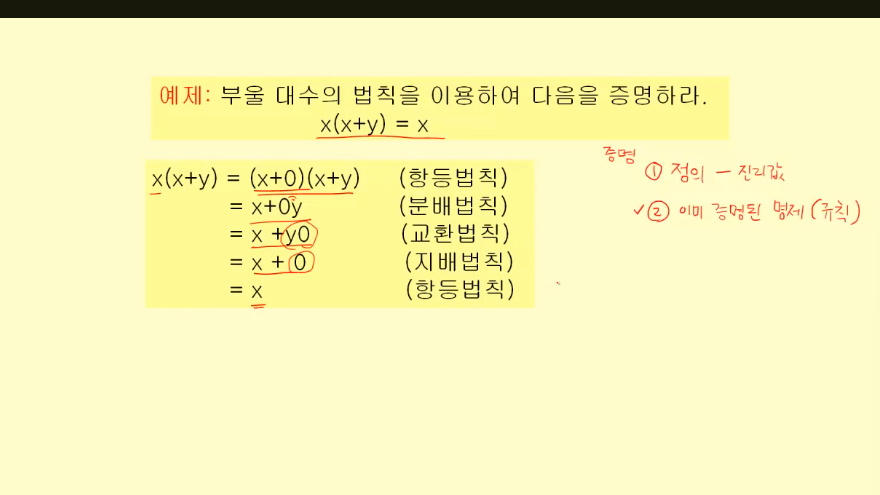 예제: 부울 대수의 법칙을 이용하여 다음을 증명하라.
x(x+y) = x
증명
① 정의 - 진리값
✓② 이미 증명된 명제(규칙)
x(x+y) = (x+0)(x+y) (항등법칙)
= x+0y (분배법칙)
= x +y0 (교환법칙)
= x + 0 (지배법칙)
= x (항등법칙)